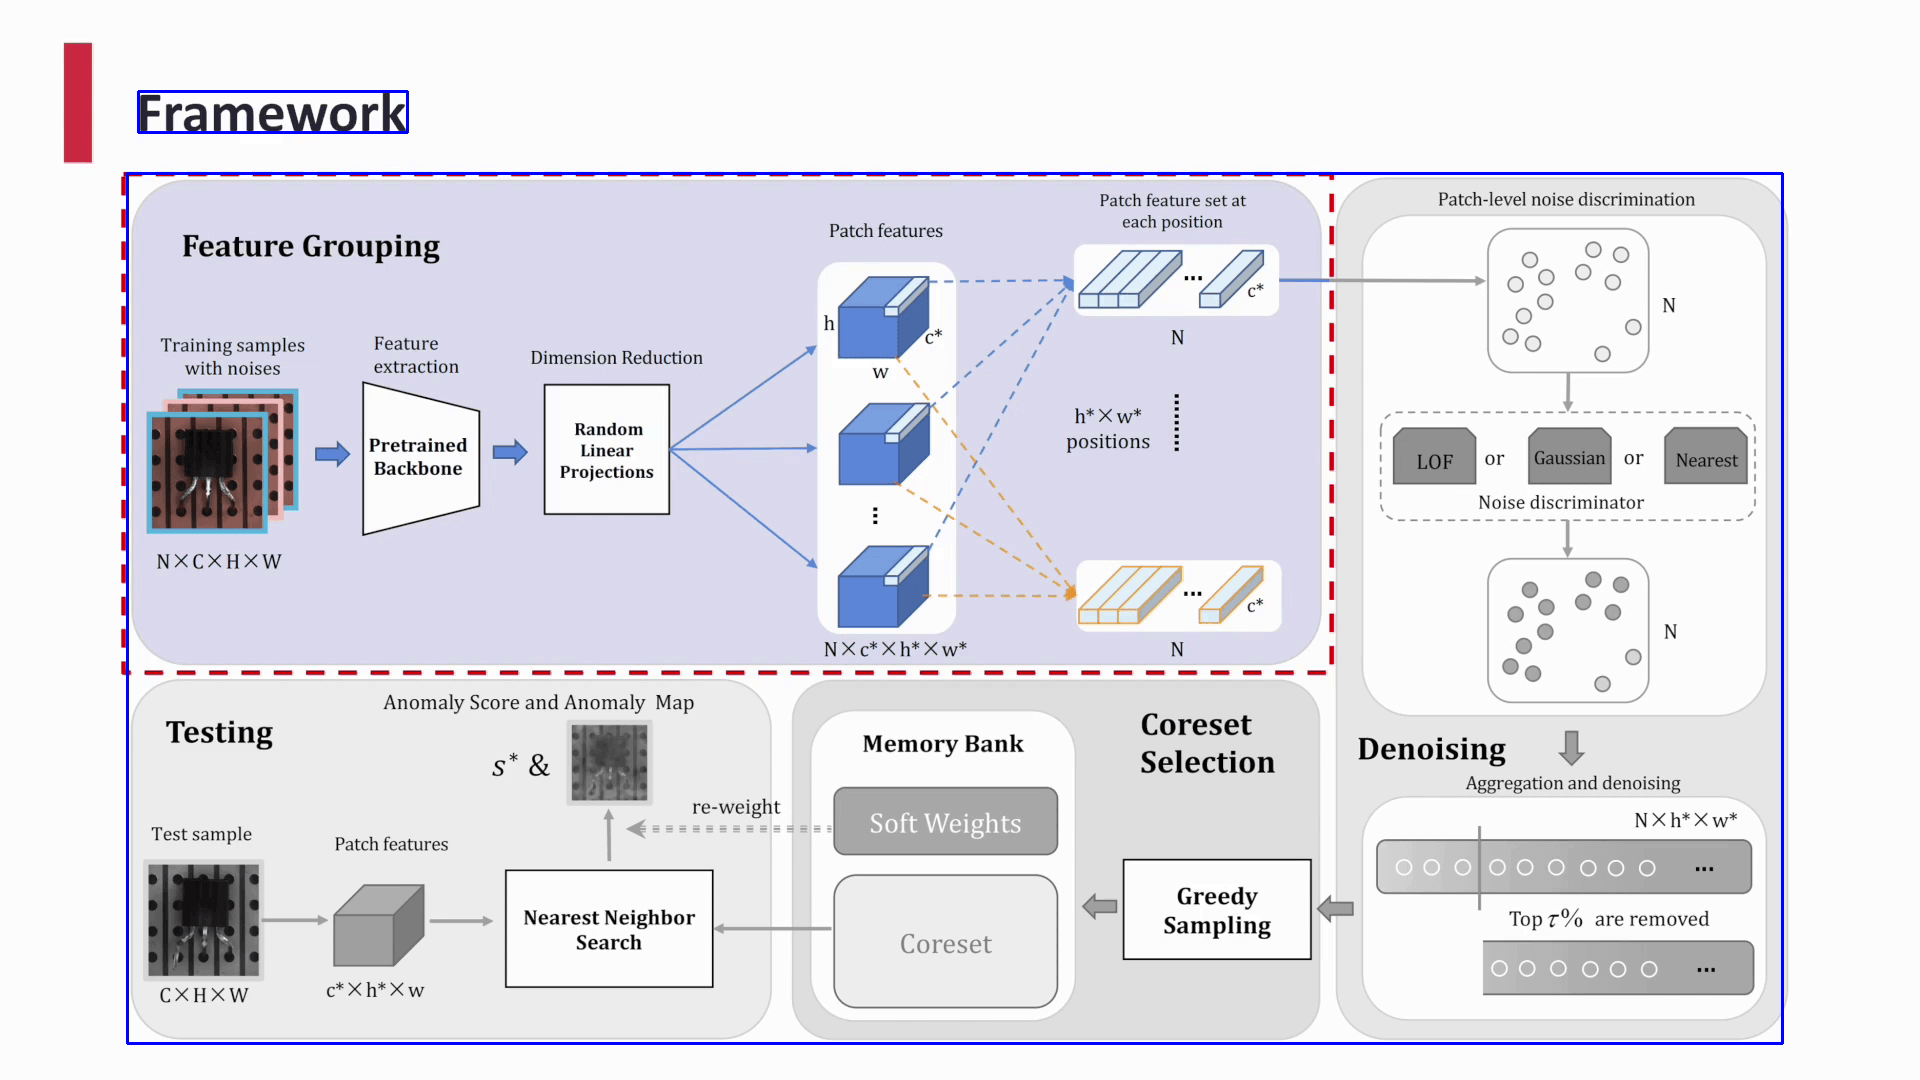 Framework
Feature Grouping
Training samples
with noises
N×C×H×W
Feature
extraction
Pretrained
Backbone
Dimension Reduction
Random
Linear
Projections
Patch features
h
c*
w
N×c*×h*×w*
Patch feature set at
each position
...
c*
N
h*×w*
positions
...
c*
N
Patch-level noise discrimination
N
LOF or Gaussian or Nearest
Noise discriminator
N
Denoising
Aggregation and denoising
N×h*×w*
...
Top τ% are removed
...
Coreset
Selection
Greedy
Sampling
Memory Bank
Soft Weights
Coreset
Testing
Anomaly Score and Anomaly Map
s* &
re-weight
Test sample
C×H×W
Patch features
c*×h*×w
Nearest Neighbor
Search